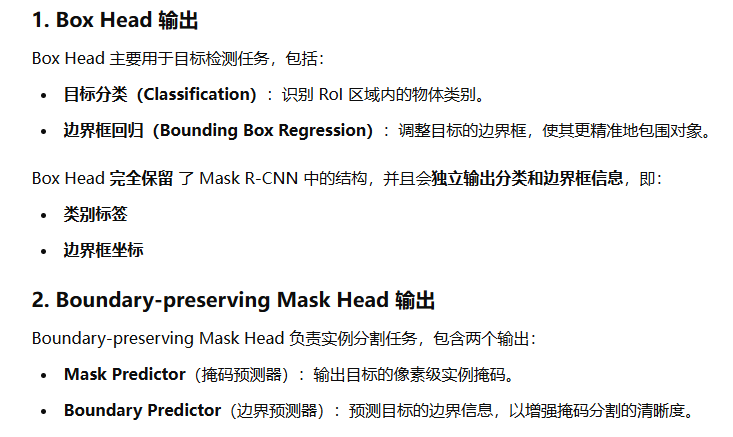 1. Box Head 输出
Box Head 主要用于目标检测任务，包括：
• 目标分类（Classification）：识别 RoI 区域内的物体类别。
• 边界框回归（Bounding Box Regression）：调整目标的边界框，使其更精准地包围对象。
Box Head 完全保留 了 Mask R-CNN 中的结构，并且会独立输出分类和边界框信息，即：
• 类别标签
• 边界框坐标
2. Boundary-preserving Mask Head 输出
Boundary-preserving Mask Head 负责实例分割任务，包含两个输出：
• Mask Predictor（掩码预测器）：输出目标的像素级实例掩码。
• Boundary Predictor（边界预测器）：预测目标的边界信息，以增强掩码分割的清晰度。